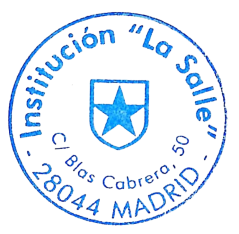 Institución "La Salle"
C/ Blas Cabrera, 50
- 28044 MADRID -